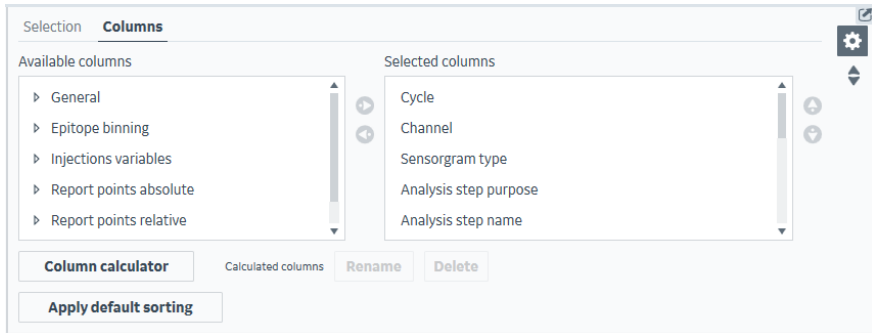 Selection Columns
Available columns Selected columns
General Cycle
Epitope binning Channel
Injections variables Sensorgram type
Report points absolute Analysis step purpose
Report points relative Analysis step name
Column calculator Calculated columns Rename Delete
Apply default sorting